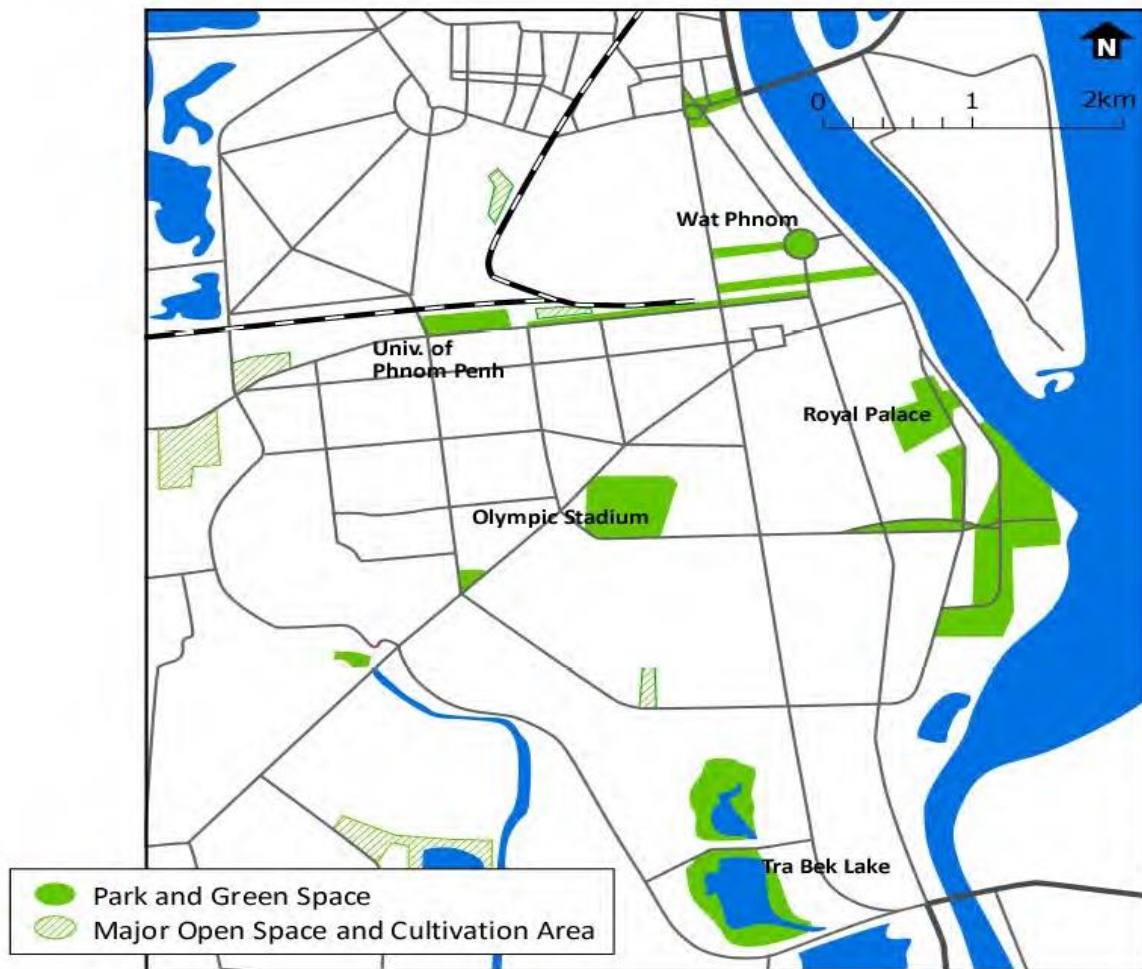 N
0 1 2km
Wat Phnom
Univ. of
Phnom Penh
Royal Palace
Olympic Stadium
Tra Bek Lake
Park and Green Space
Major Open Space and Cultivation Area